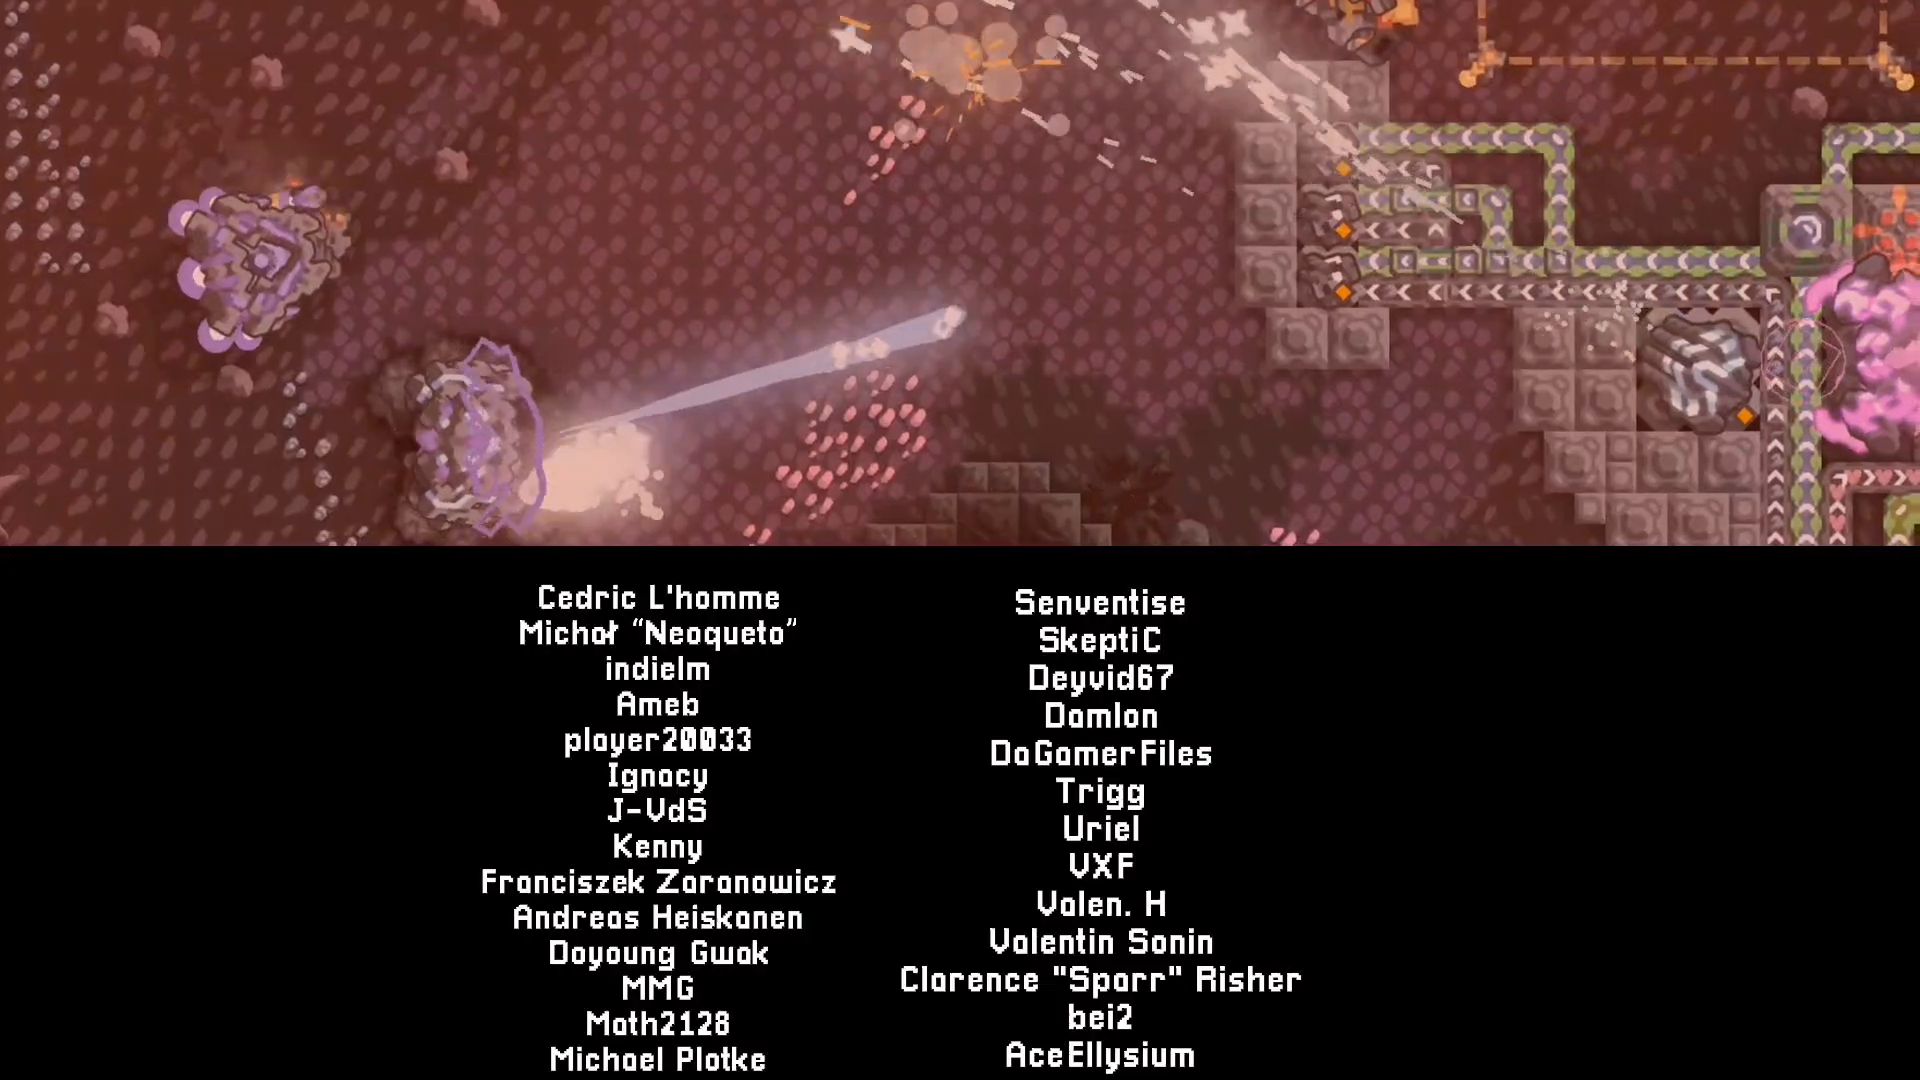 Cedric L'homme
Michał “Neoqueto”
indielm
Ameb
player20033
Ignacy
J-VdS
Kenny
Franciszek Zaranowicz
Andreas Heiskanen
Doyoung Gwak
MMG
Math2128
Michael Plotke
Senventise
SkeptiC
Deyvid67
Damlon
DaGamerFiles
Trigg
Uriel
VXF
Valen. H
Valentin Sonin
Clarence "Sparr" Risher
bei2
AceEllysium